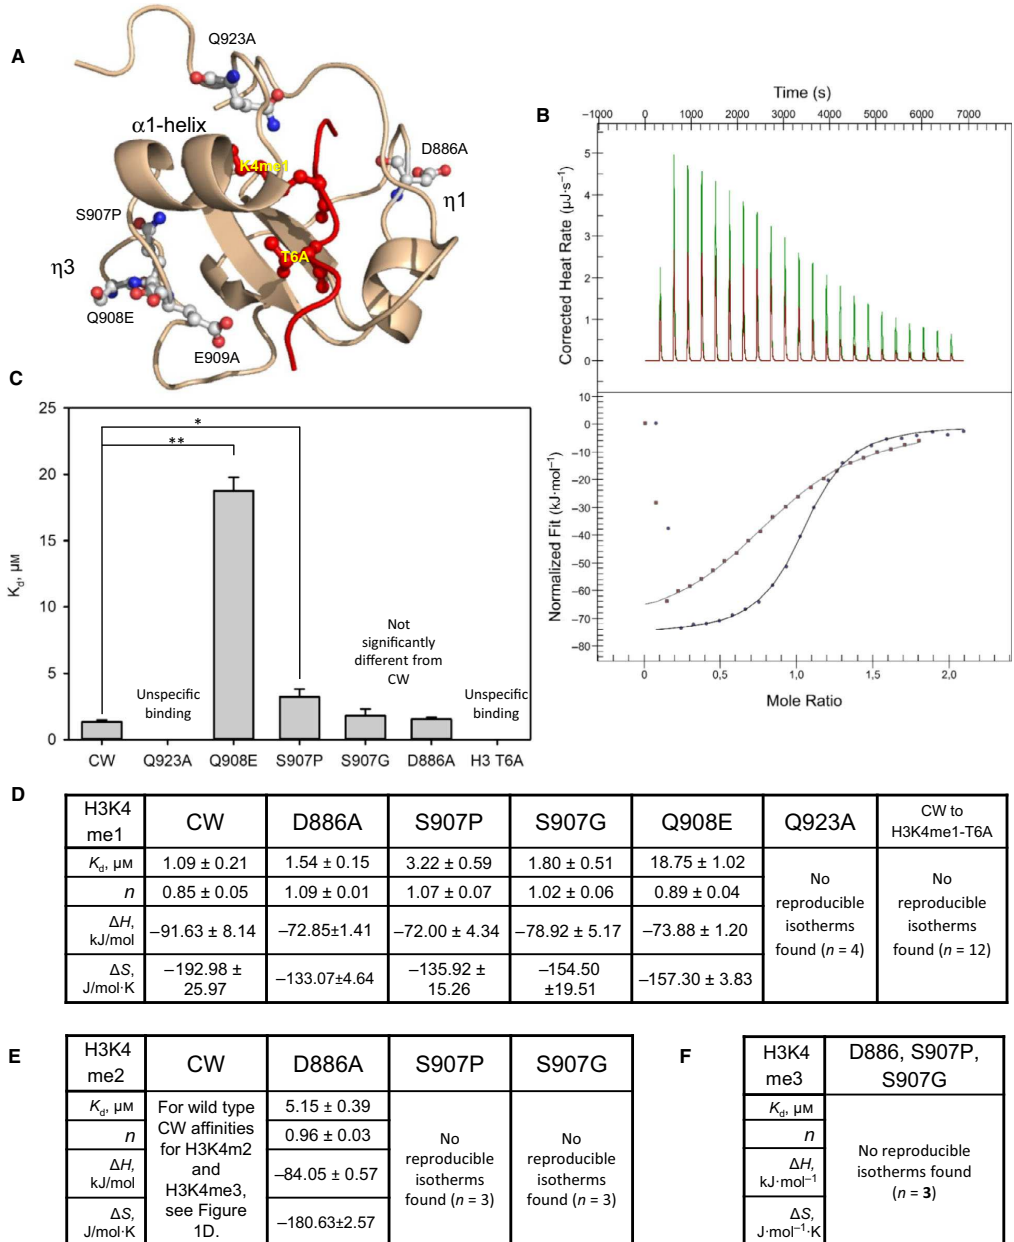 A
Q923A
α1-helix
K4me1
D886A
η1
S907P
T6A
η3
Q908E
E909A
B
Time (s)
−1000 0 1000 2000 3000 4000 5000 6000 7000
Corrected Heat Rate (µJ·s⁻¹)
5
4
3
2
1
0
Normalized Fit (kJ·mol⁻¹)
10
0
−10
−20
−30
−40
−50
−60
−70
−80
0 0,5 1,0 1,5 2,0
Mole Ratio
C
Kd, µM
25
20
15
10
5
0
*
**
Unspecific
binding
Not
significantly
different from
CW
Unspecific
binding
CW Q923A Q908E S907P S907G D886A H3 T6A
D
H3K4
me1
CW
D886A
S907P
S907G
Q908E
Q923A
CW to
H3K4me1-T6A
Kd, µM
1.09 ± 0.21
1.54 ± 0.15
3.22 ± 0.59
1.80 ± 0.51
18.75 ± 1.02
No
reproducible
isotherms
found (n = 4)
No
reproducible
isotherms
found (n = 12)
n
0.85 ± 0.05
1.09 ± 0.01
1.07 ± 0.07
1.02 ± 0.06
0.89 ± 0.04
ΔH,
kJ/mol
−91.63 ± 8.14
−72.85±1.41
−72.00 ± 4.34
−78.92 ± 5.17
−73.88 ± 1.20
ΔS,
J/mol·K
−192.98 ±
25.97
−133.07±4.64
−135.92 ±
15.26
−154.50
±19.51
−157.30 ± 3.83
E
H3K4
me2
CW
D886A
S907P
S907G
Kd, µM
For wild type
CW affinities
for H3K4m2
and
H3K4me3,
see Figure
1D.
5.15 ± 0.39
No
reproducible
isotherms
found (n = 3)
No
reproducible
isotherms
found (n = 3)
n
0.96 ± 0.03
ΔH,
kJ/mol
−84.05 ± 0.57
ΔS,
J/mol·K
−180.63±2.57
F
H3K4
me3
D886, S907P,
S907G
Kd, µM
n
ΔH,
kJ·mol⁻¹
ΔS,
J·mol⁻¹·K
No reproducible
isotherms found
(n = 3)